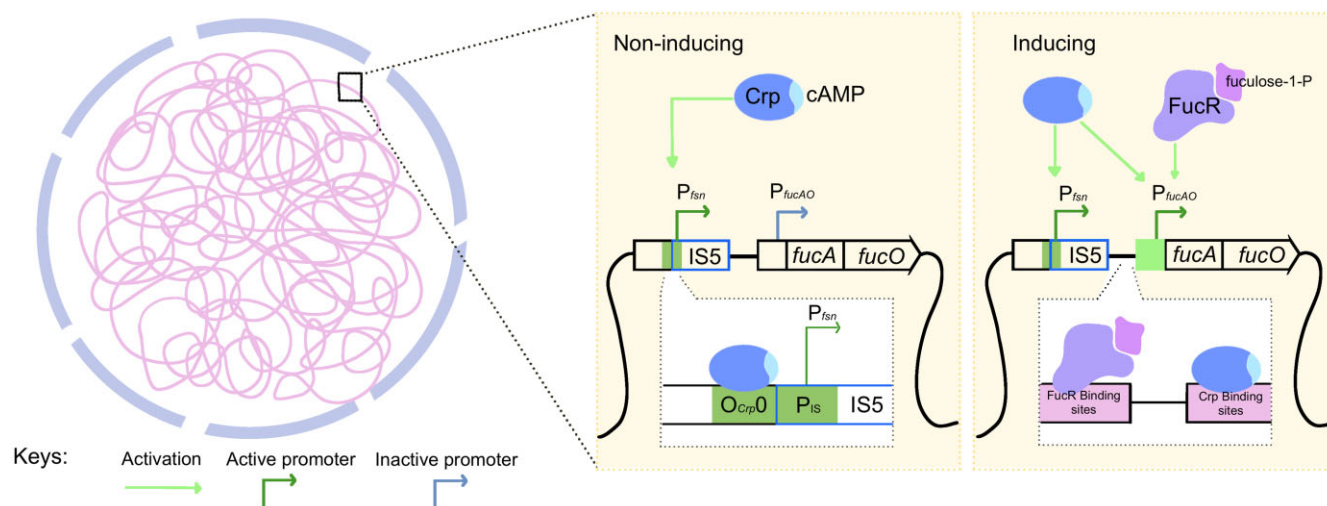 Non-inducing
Crp cAMP
Pfsn
PfucAO
IS5 fucA fucO
Pfsn
OCrp0 PIS IS5
Inducing
fuculose-1-P
FucR
Pfsn
PfucAO
IS5 fucA fucO
FucR Binding
sites
Crp Binding
sites
Keys:
Activation
Active promoter
Inactive promoter